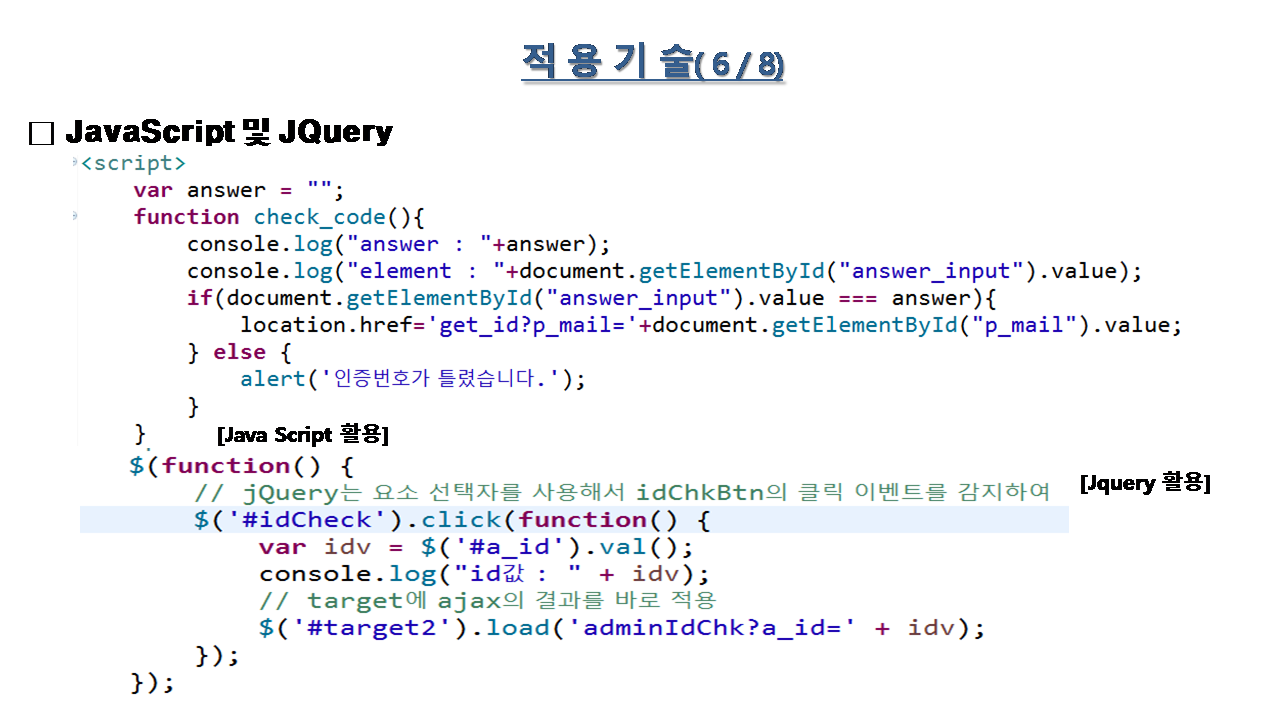 적 용 기 술( 6 / 8)
□ JavaScript 및 JQuery
<script>
var answer = "";
function check_code(){
console.log("answer : "+answer);
console.log("element : "+document.getElementById("answer_input").value);
if(document.getElementById("answer_input").value === answer){
location.href='get_id?p_mail='+document.getElementById("p_mail").value;
} else {
alert('인증번호가 틀렸습니다.');
}
}
[Java Script 활용]
$(function() {
// jQuery는 요소 선택자를 사용해서 idChkBtn의 클릭 이벤트를 감지하여
[Jquery 활용]
$('#idCheck').click(function() {
var idv = $('#a_id').val();
console.log("id값 : " + idv);
// target에 ajax의 결과를 바로 적용
$('#target2').load('adminIdChk?a_id=' + idv);
});
});